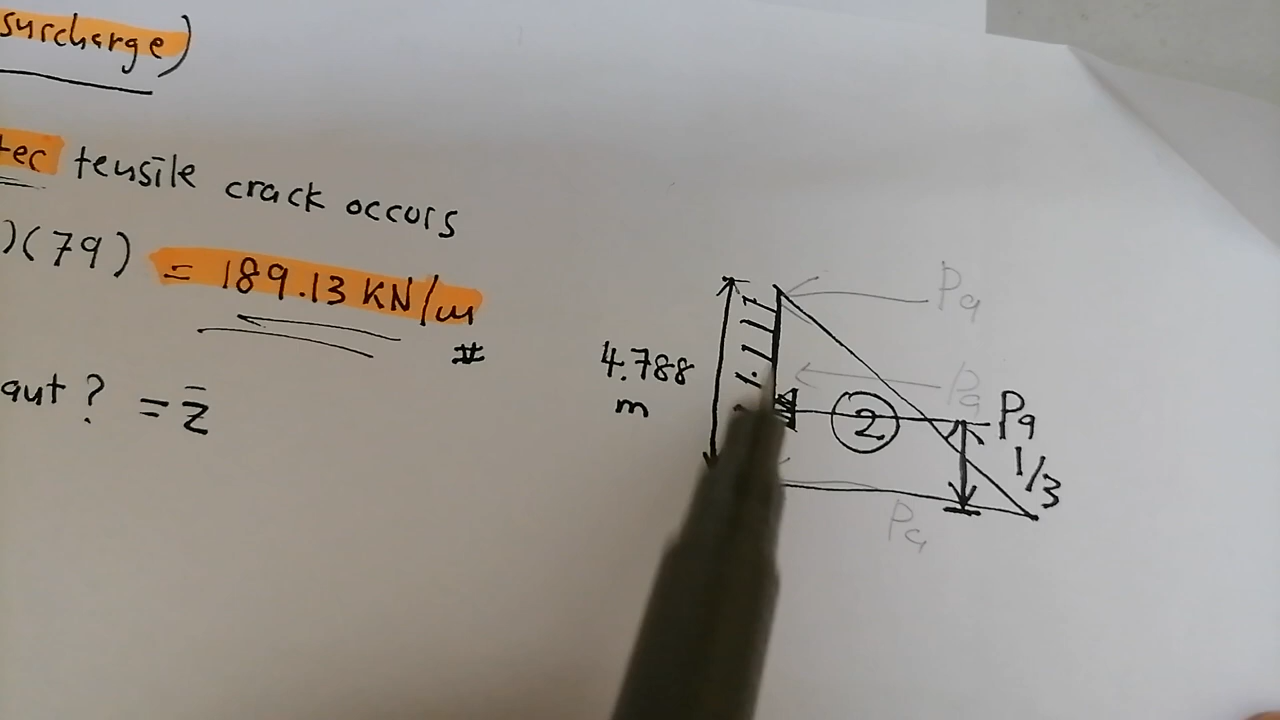 surcharge)
tec tensile crack occurs
)(79) = 189.13 KN/m
#
aut? = z̄
Pa
4.788
m
Pa
2
Pa
1/3
Pa